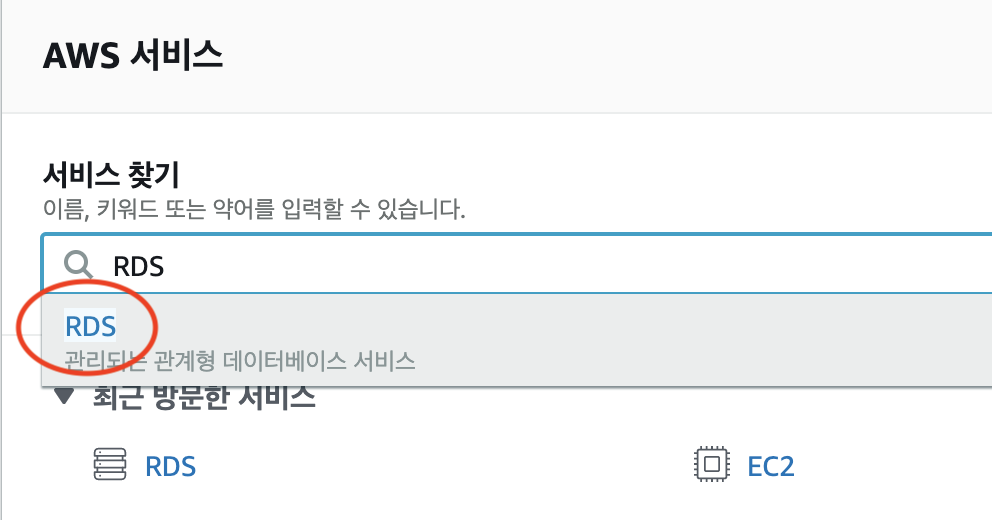 AWS 서비스
서비스 찾기
이름, 키워드 또는 약어를 입력할 수 있습니다.
RDS
RDS
관리되는 관계형 데이터베이스 서비스
▼ 최근 방문한 서비스
RDS
EC2